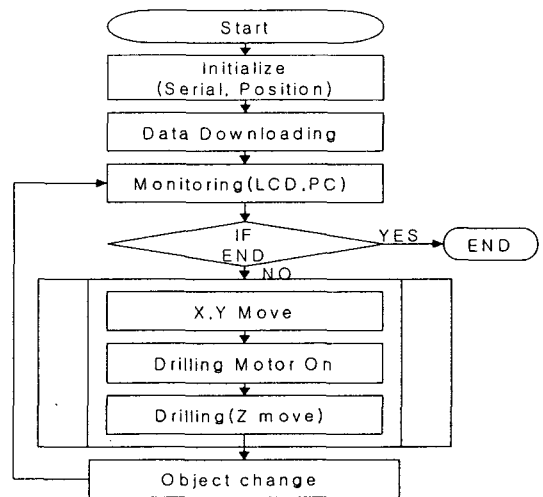 Start
Initialize
(Serial, Position)
Data Downloading
Monitoring(LCD,PC)
IF
END
YES
END
NO
X,Y Move
Drilling Motor On
Drilling(Z move)
Object change